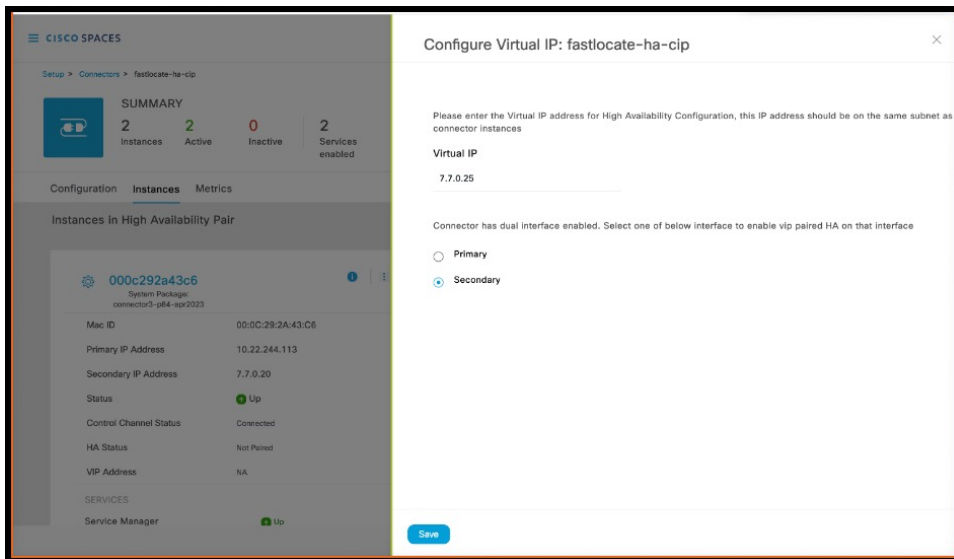 CISCO SPACES
Setup > Connectors > fastlocate-ha-cip
SUMMARY
2
Instances
2
Active
0
Inactive
2
Services
enabled
Configuration Instances Metrics
Instances in High Availability Pair
000c292a43c6
System Package:
connector3-p84-apr2023
Mac ID 00:0C:29:2A:43:C6
Primary IP Address 10.22.244.113
Secondary IP Address 7.7.0.20
Status Up
Control Channel Status Connected
HA Status Not Paired
VIP Address NA
SERVICES
Service Manager Up
Configure Virtual IP: fastlocate-ha-cip
Please enter the Virtual IP address for High Availability Configuration, this IP address should be on the same subnet as
connector instances
Virtual IP
7.7.0.25
Connector has dual interface enabled. Select one of below interface to enable vip paired HA on that interface
Primary
Secondary
Save